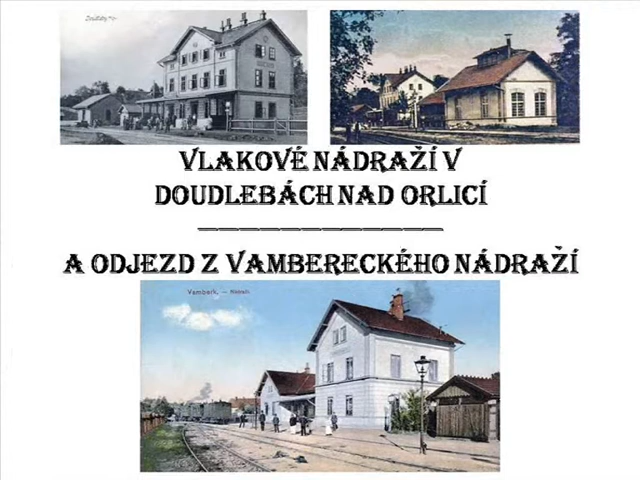 VLAKOVÉ NÁDRAŽÍ V
DOUDLEBÁCH NAD ORLICÍ
A ODJEZD Z VAMBERECKÉHO NÁDRAŽÍ
Vamberk. — Nádraží